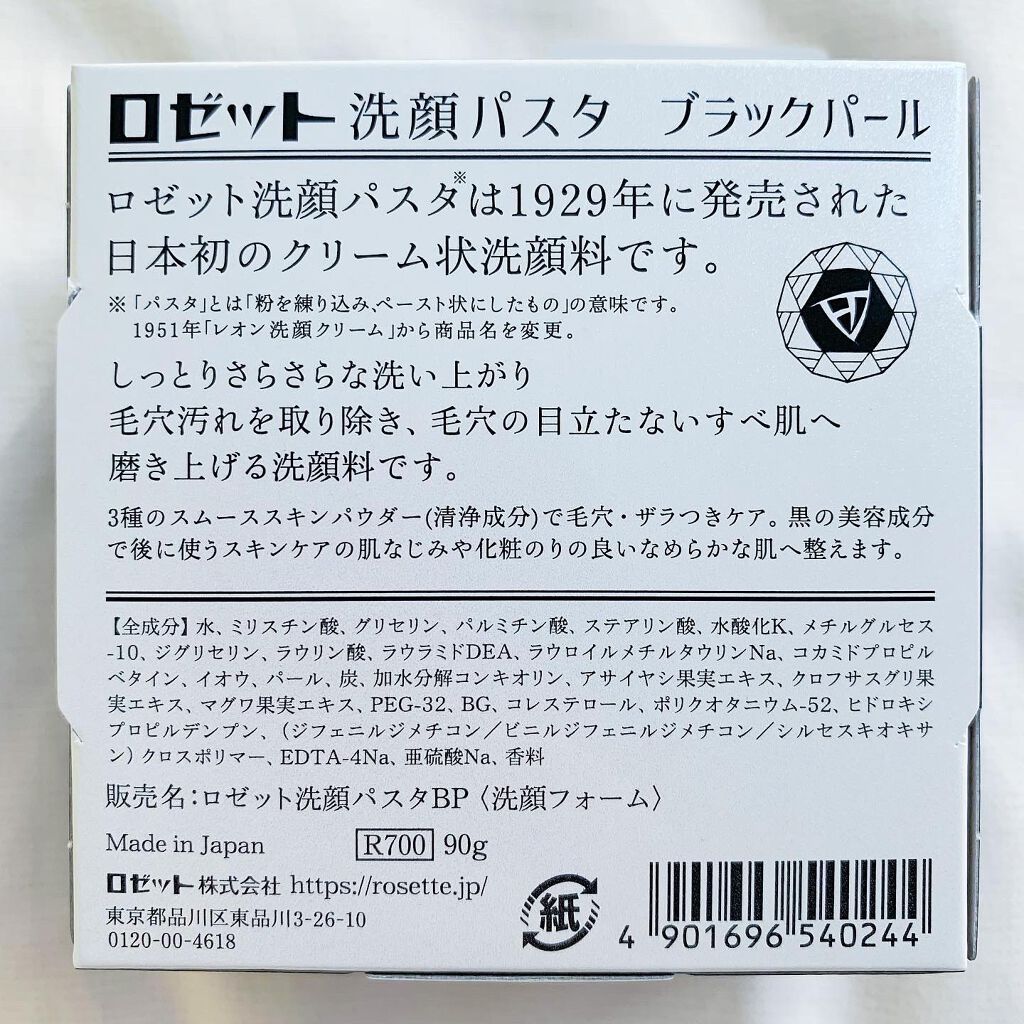 ロゼット 洗顔パスタ ブラックパール
ロゼット洗顔パスタ※は1929年に発売された
日本初のクリーム状洗顔料です。
※「パスタ」とは「粉を練り込み、ペースト状にしたもの」の意味です。
1951年「レオン洗顔クリーム」から商品名を変更。
しっとりさらさらな洗い上がり
毛穴汚れを取り除き、毛穴の目立たないすべ肌へ
磨き上げる洗顔料です。
3種のスムーススキンパウダー(清浄成分)で毛穴・ザラつきケア。黒の美容成分
で後に使うスキンケアの肌なじみや化粧のりの良いなめらかな肌へ整えます。
【全成分】水、ミリスチン酸、グリセリン、パルミチン酸、ステアリン酸、水酸化K、メチルグルセス
-10、ジグリセリン、ラウリン酸、ラウラミドDEA、ラウロイルメチルタウリンNa、コカミドプロピル
ベタイン、イオウ、パール、炭、加水分解コンキオリン、アサイヤシ果実エキス、クロフサスグリ果
実エキス、マグワ果実エキス、PEG-32、BG、コレステロール、ポリクオタニウム-52、ヒドロキシ
プロピルデンプン、(ジフェニルジメチコン／ビニルジフェニルジメチコン／シルセスキオキサ
ン)クロスポリマー、EDTA-4Na、亜硫酸Na、香料
販売名：ロゼット洗顔パスタBP〈洗顔フォーム〉
Made in Japan R700 90g
ロゼット株式会社 https://rosette.jp/
東京都品川区東品川3-26-10
0120-00-4618
紙
4 901696 540244